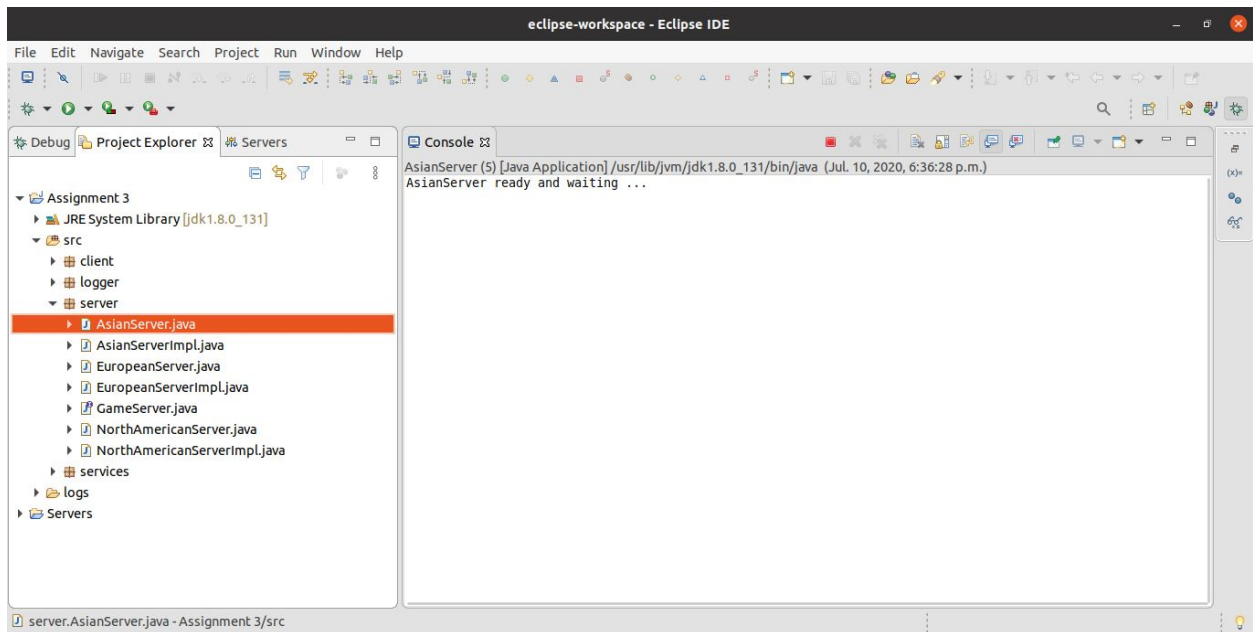 eclipse-workspace - Eclipse IDE
File Edit Navigate Search Project Run Window Help
Debug Project Explorer Servers
Console
AsianServer (5) [Java Application] /usr/lib/jvm/jdk1.8.0_131/bin/java (Jul. 10, 2020, 6:36:28 p.m.)
AsianServer ready and waiting ...
Assignment 3
JRE System Library [jdk1.8.0_131]
src
client
logger
server
AsianServer.java
AsianServerImpl.java
EuropeanServer.java
EuropeanServerImpl.java
GameServer.java
NorthAmericanServer.java
NorthAmericanServerImpl.java
services
logs
Servers
server.AsianServer.java - Assignment 3/src